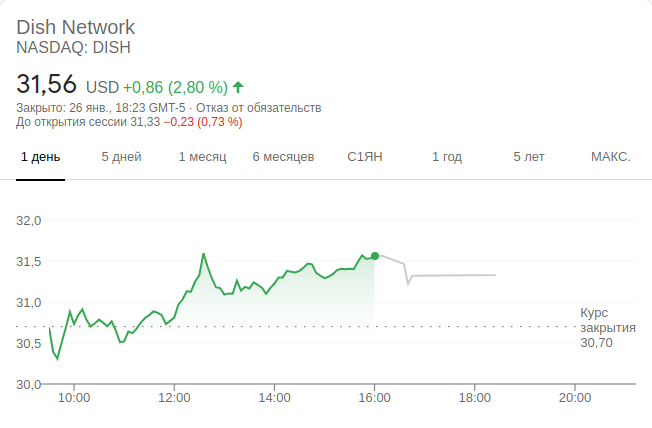 Dish Network
NASDAQ: DISH
31,56 USD +0,86 (2,80 %)
Закрыто: 26 янв., 18:23 GMT-5 · Отказ от обязательств
До открытия сессии 31,33 −0,23 (0,73 %)
1 день 5 дней 1 месяц 6 месяцев С1ЯН 1 год 5 лет МАКС.
32,0
31,5
31,0
Курс
закрытия
30,70
30,5
30,0
10:00 12:00 14:00 16:00 18:00 20:00